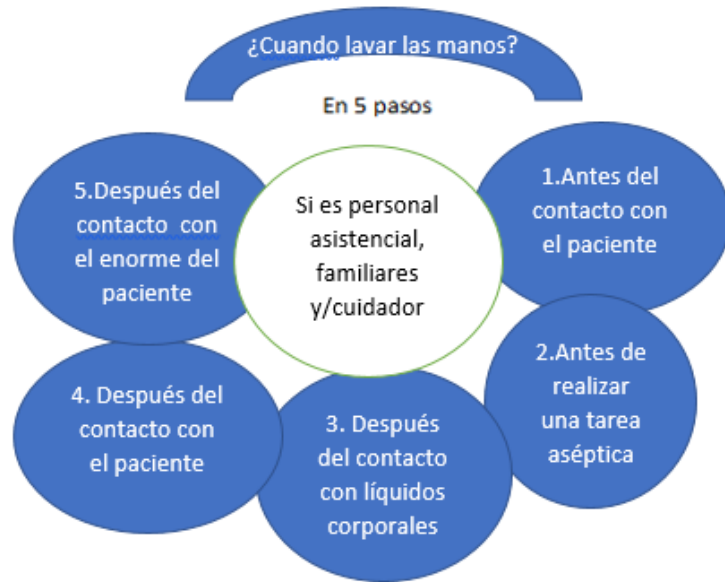 ¿Cuando lavar las manos?
En 5 pasos
Si es personal
asistencial,
familiares
y/cuidador
1.Antes del
contacto con
el paciente
2.Antes de
realizar
una tarea
aséptica
3. Después
del contacto
con líquidos
corporales
4. Después del
contacto con
el paciente
5.Después del
contacto con
el enorme del
paciente